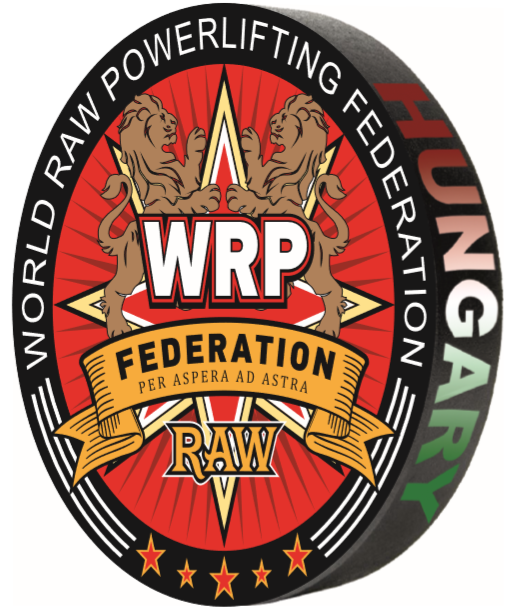 WORLD RAW POWERLIFTING FEDERATION
WRP
FEDERATION
PER ASPERA AD ASTRA
RAW
HUNGARY